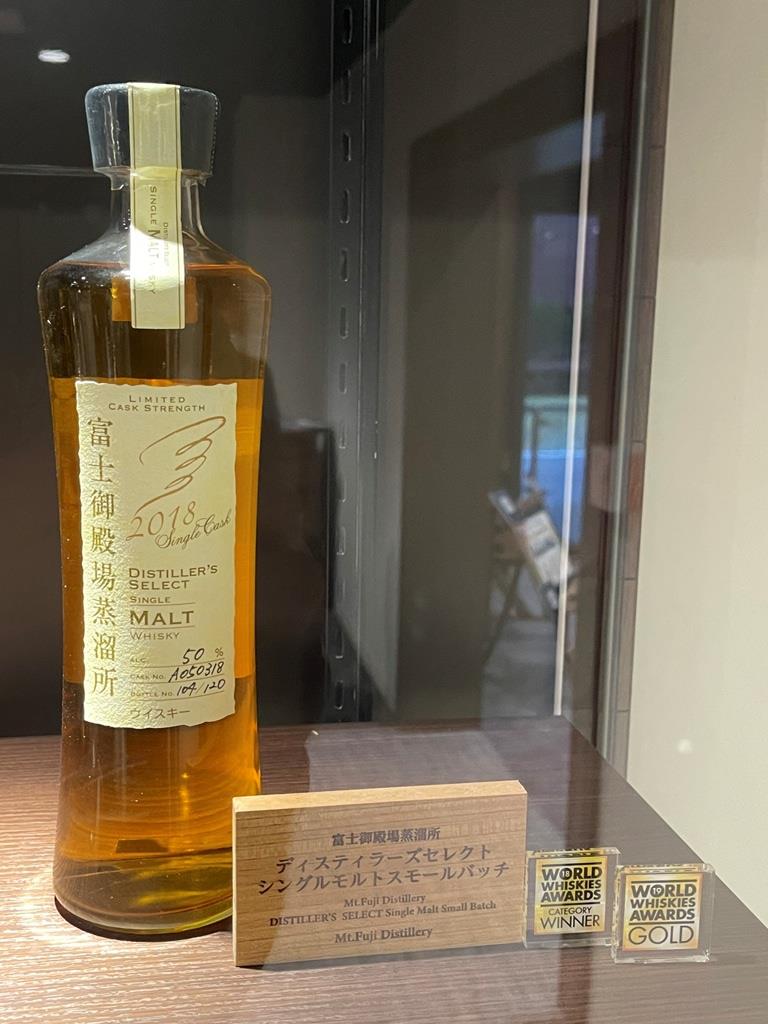 SINGLE MALT WHISKY
LIMITED
CASK STRENGTH
富士御殿場蒸溜所
2018
Single Cask
DISTILLER'S
SELECT
SINGLE
MALT
WHISKY
ALC. 50 %
CASK NO. A050318
BOTTLE NO. 104/120
ウイスキー
富士御殿場蒸溜所
ディスティラーズセレクト
シングルモルトスモールバッチ
Mt.Fuji Distillery
DISTILLER'S SELECT Single Malt Small Batch
Mt.Fuji Distillery
18
WORLD
WHISKIES
AWARDS
CATEGORY
WINNER
19
WORLD
WHISKIES
AWARDS
GOLD